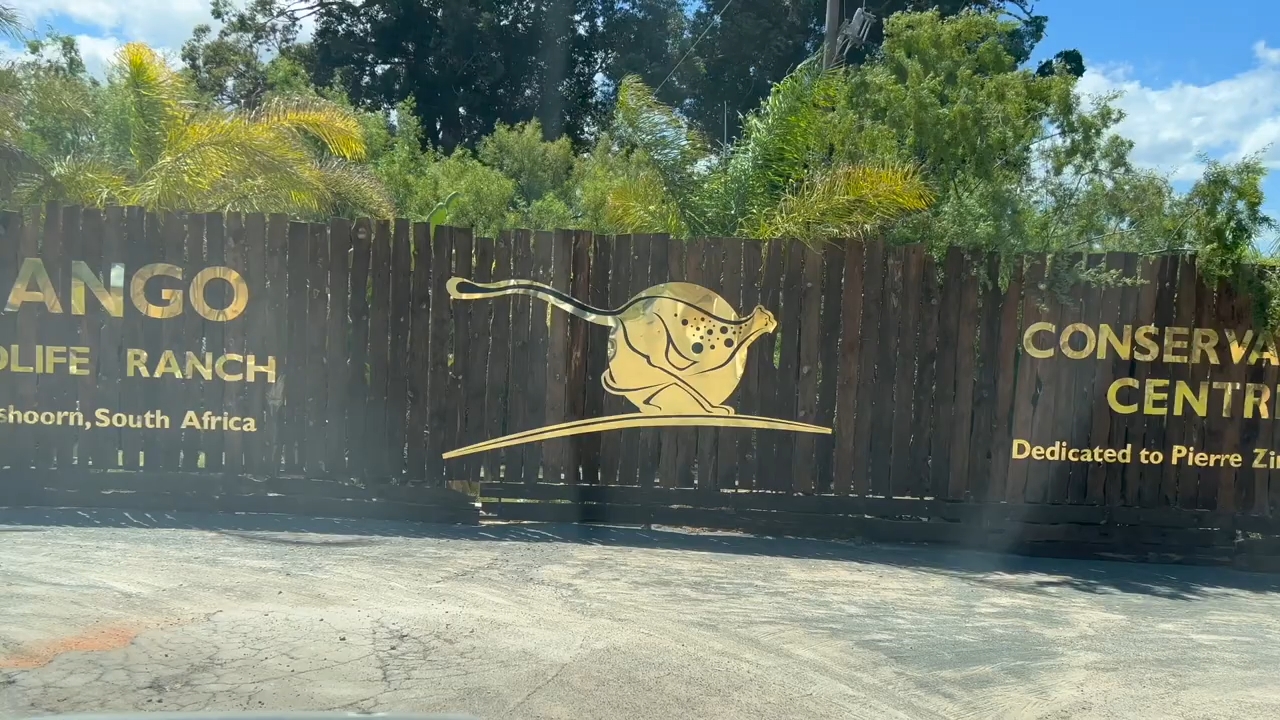 ANGO
DLIFE RANCH
shoorn, South Africa
CONSERVA
CENTR
Dedicated to Pierre Zi